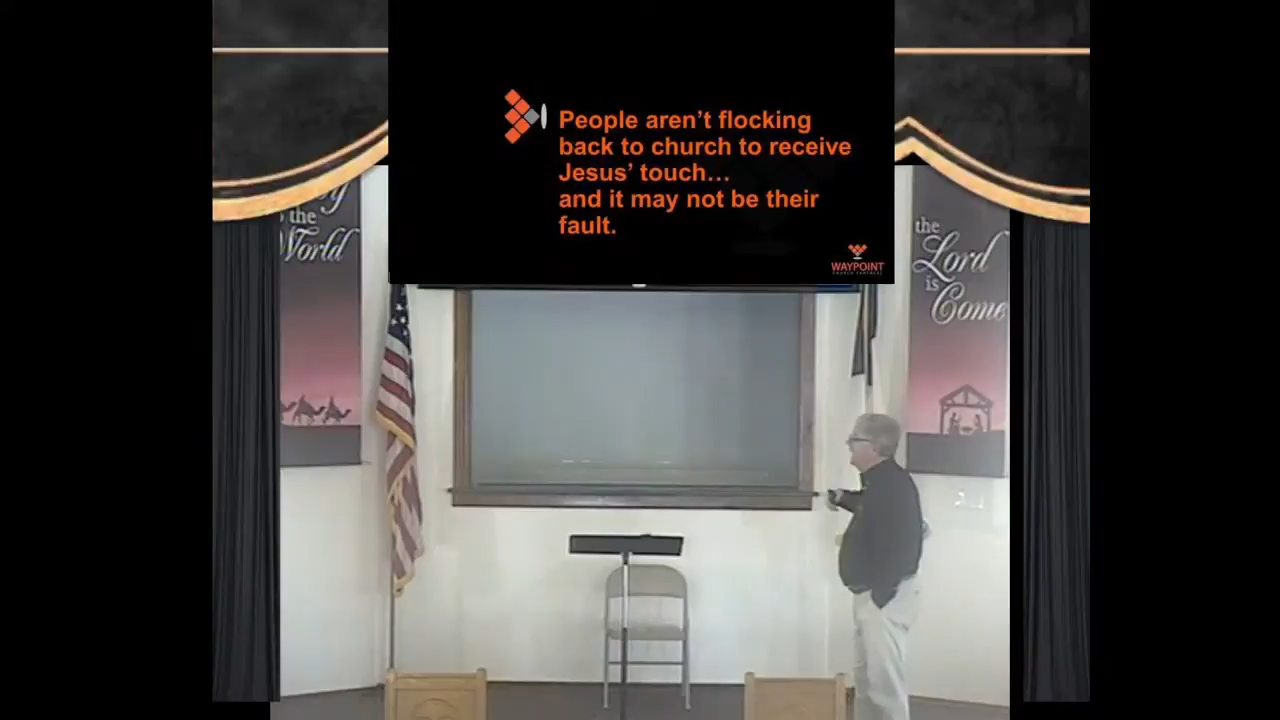 People aren't flocking
back to church to receive
Jesus' touch...
and it may not be their
fault.
WAYPOINT
the
World
the
Lord
is
Come